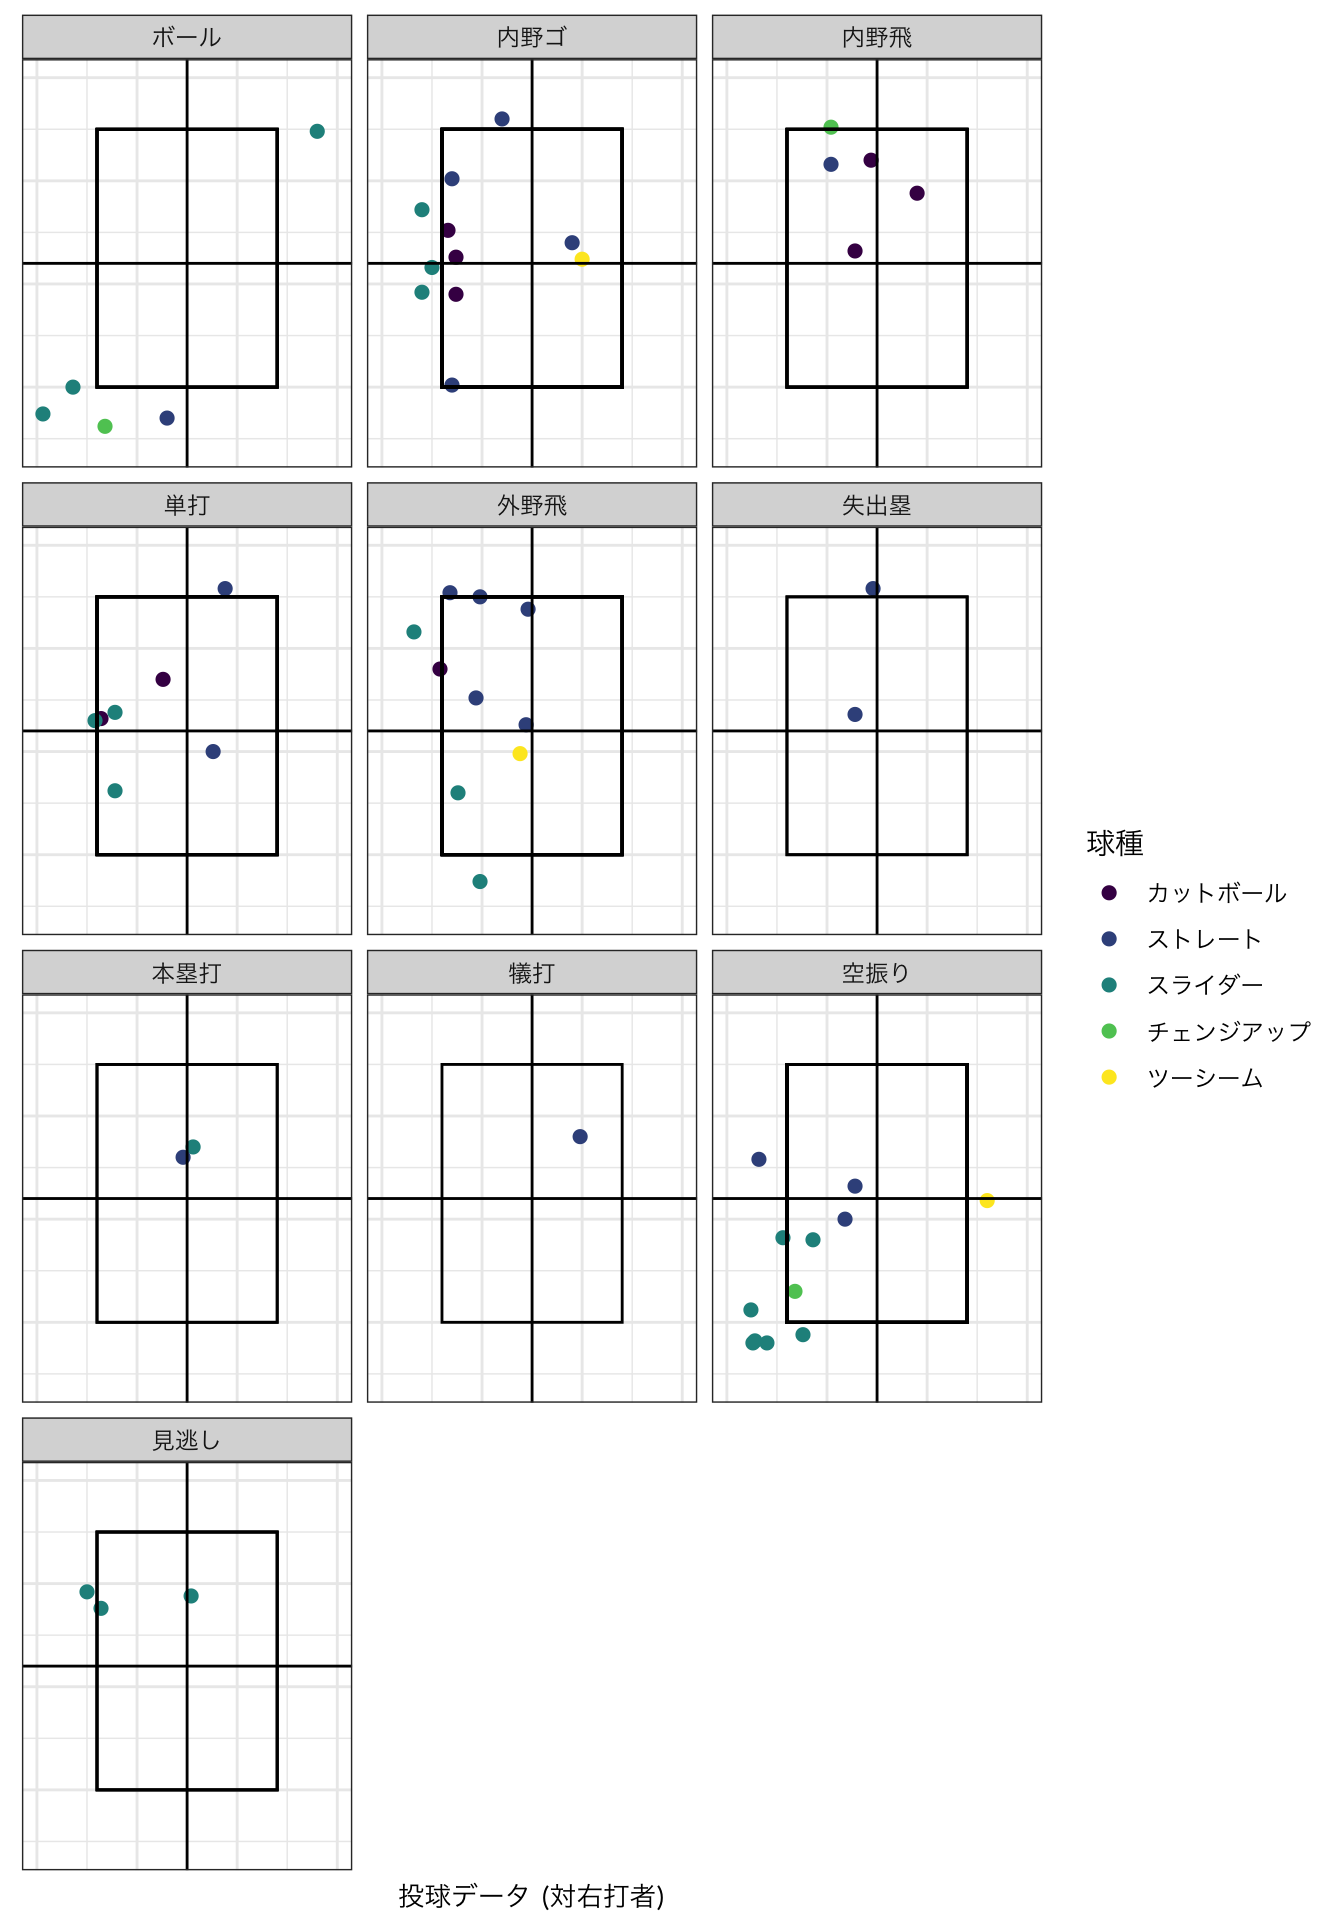 ボール
内野ゴ
内野飛
単打
外野飛
失出塁
本塁打
犠打
空振り
見逃し
球種
カットボール
ストレート
スライダー
チェンジアップ
ツーシーム
投球データ (対右打者)